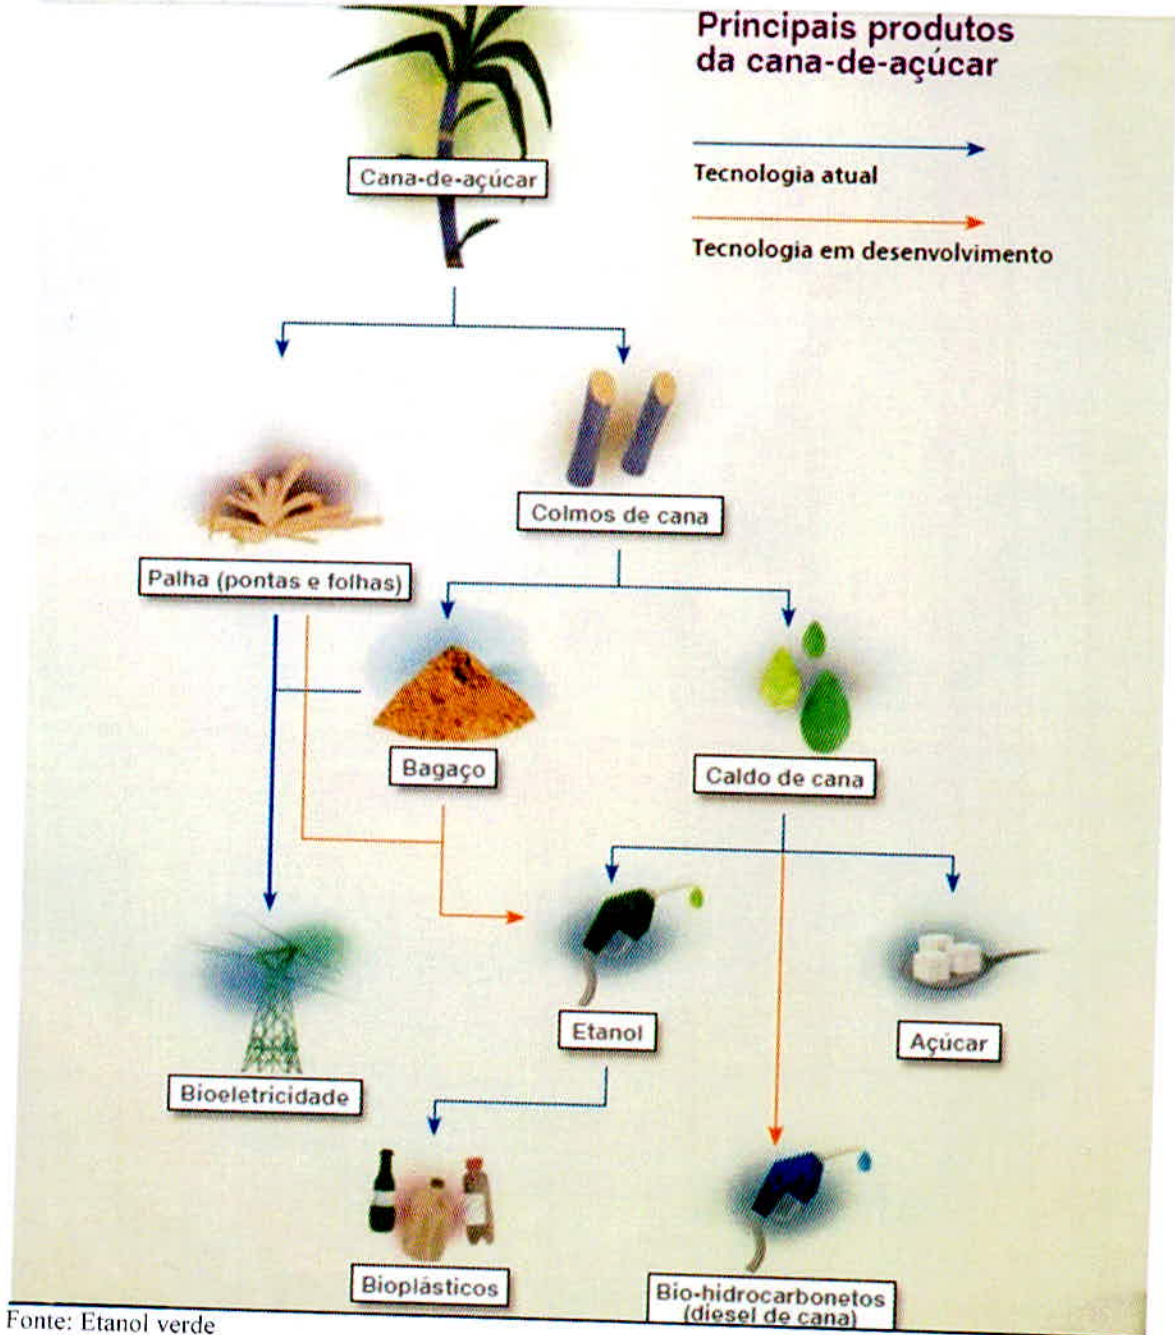 Principais produtos
da cana-de-açúcar
Tecnologia atual
Tecnologia em desenvolvimento
Cana-de-açúcar
Colmos de cana
Palha (pontas e folhas)
Bagaço
Caldo de cana
Etanol
Açúcar
Bioeletricidade
Bioplásticos
Bio-hidrocarbonetos
(diesel de cana)
Fonte: Etanol verde